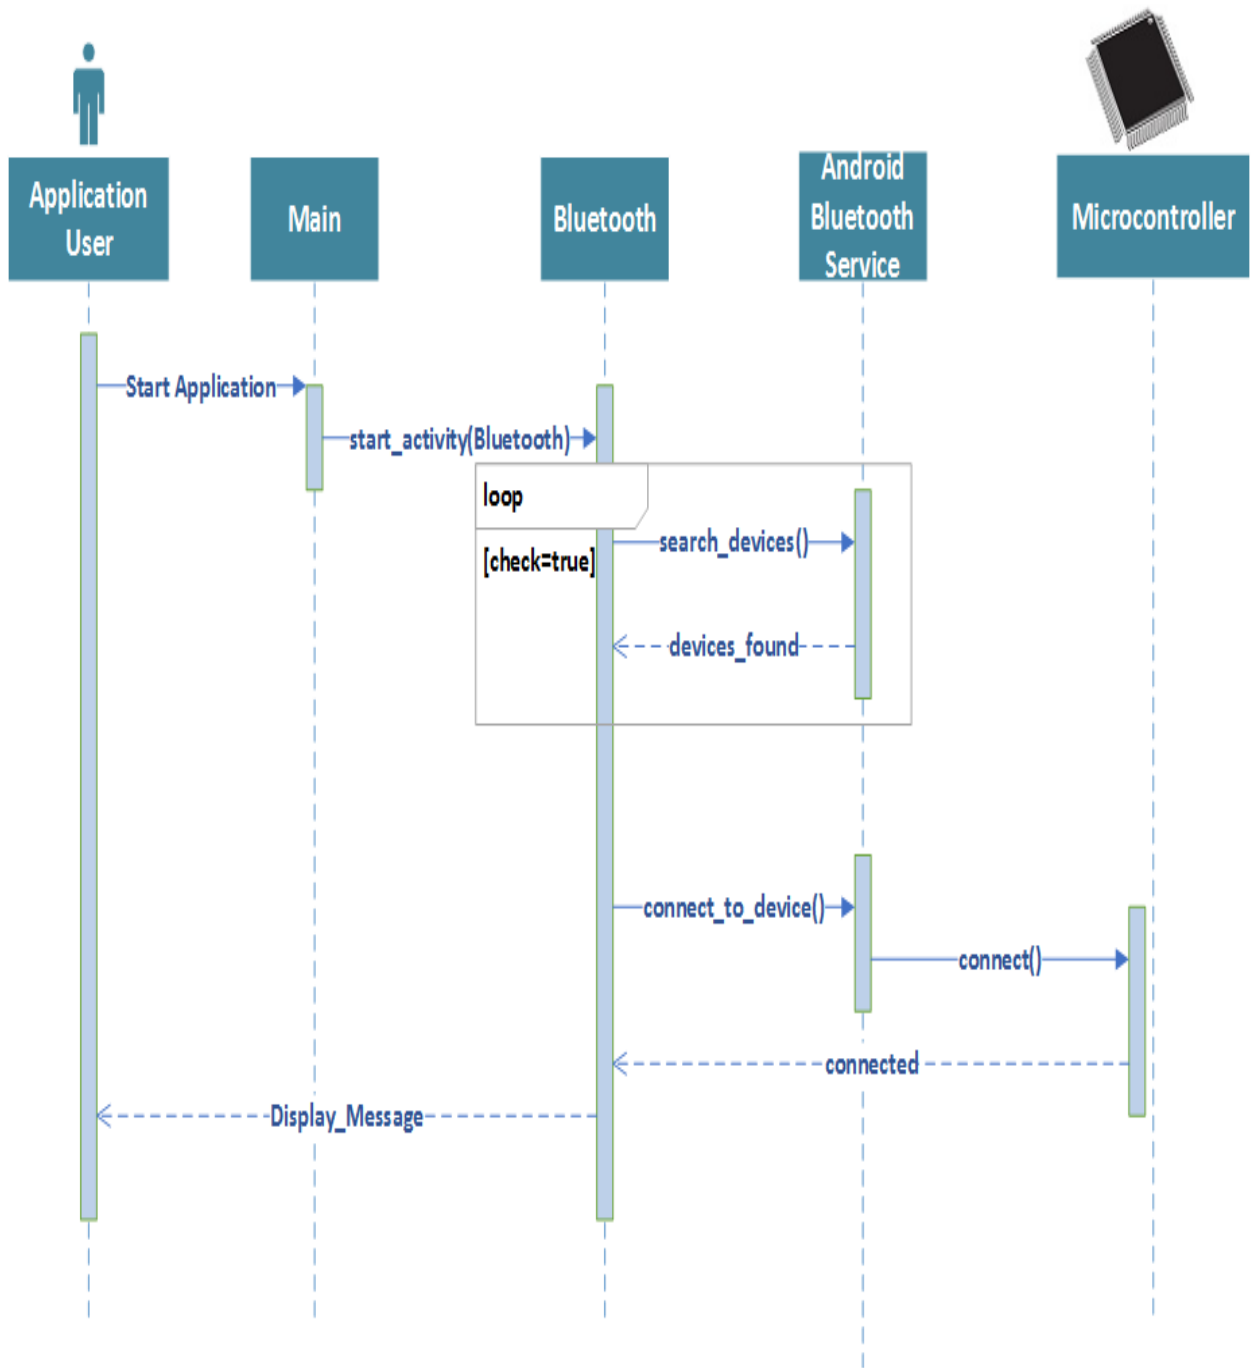 Application
User
Main
Bluetooth
Android
Bluetooth
Service
Microcontroller
Start Application
start_activity(Bluetooth)
loop
[check=true]
search_devices()
devices_found
connect_to_device()
connect()
connected
Display_Message